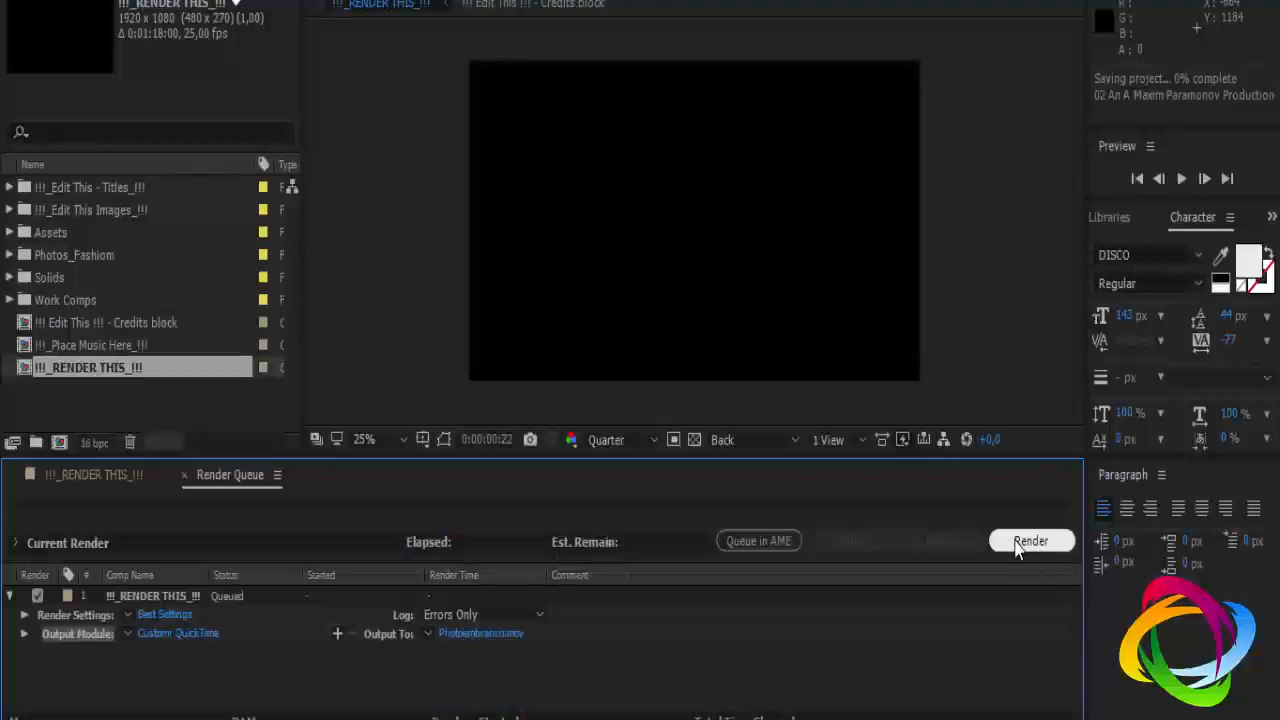 !!!_RENDER THIS_!!!
1920 x 1080 (480 x 270) (1,00)
Δ 0:01:18:00, 25,00 fps
!!!_RENDER THIS_!!!
!!! Edit This !!! - Credits block
R :
G :
B :
A : 0
X : -864
Y : 1184
Saving project... 0% complete
02 An A Maxim Paramonov Production
Name
Type
!!!_Edit This - Titles_!!!
F
!!!_Edit This Images_!!!
F
Assets
F
Photos_Fashiom
F
Solids
F
Work Comps
F
!!! Edit This !!! - Credits block
C
!!!_Place Music Here_!!!
C
!!!_RENDER THIS_!!!
C
Preview
Libraries
Character
DISCO
Regular
143 px
44 px
-77
- px
100 %
100 %
0 px
0 %
16 bpc
25%
0:00:00:22
Quarter
Back
1 View
+0,0
!!!_RENDER THIS_!!!
× Render Queue
Paragraph
0 px
0 px
0 px
0 px
0 px
Current Render
Elapsed:
Est. Remain:
Queue in AME
Render
Render
#
Comp Name
Status
Started
Render Time
Comment
1
!!!_RENDER THIS_!!!
Queued
-
-
Render Settings:
Best Settings
Log:
Errors Only
Output Module:
Custom: QuickTime
Output To:
Photoembranco.mov